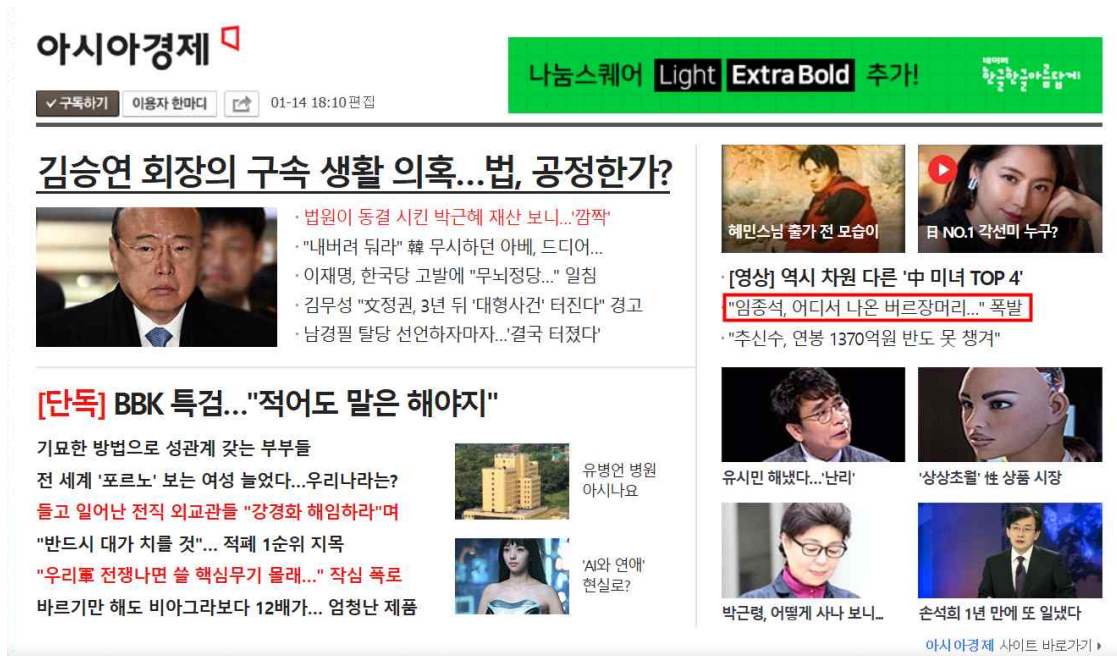 아시아경제
나눔스퀘어 Light ExtraBold 추가!
네이버
한글한글아름답게
구독하기 이용자 한마디 01-14 18:10 편집
김승연 회장의 구속 생활 의혹...법, 공정한가?
· 법원이 동결 시킨 박근혜 재산 보니...'깜짝'
· "내버려 둬라" 韓 무시하던 아베, 드디어...
· 이재명, 한국당 고발에 "무뇌정당..." 일침
· 김무성 "文정권, 3년 뒤 '대형사건' 터진다" 경고
· 남경필 탈당 선언하자마자...'결국 터졌다'
[단독] BBK 특검..."적어도 말은 해야지"
기묘한 방법으로 성관계 갖는 부부들
전 세계 '포르노' 보는 여성 늘었다...우리나라는?
들고 일어난 전직 외교관들 "강경화 해임하라"며
"반드시 대가 치를 것"... 적폐 1순위 지목
"우리軍 전쟁나면 쓸 핵심무기 몰래..." 작심 폭로
바르기만 해도 비아그라보다 12배가... 엄청난 제품
유병언 병원
아시나요
'AI와 연애'
현실로?
혜민스님 출가 전 모습이
日 NO.1 각선미 누구?
· [영상] 역시 차원 다른 '中 미녀 TOP 4'
· "임종석, 어디서 나온 버르장머리..." 폭발
· "추신수, 연봉 1370억원 반도 못 챙겨"
유시민 해냈다...'난리'
'상상초월' 性 상품 시장
박근령, 어떻게 사나 보니...
손석희 1년 만에 또 일냈다
아시아경제 사이트 바로가기